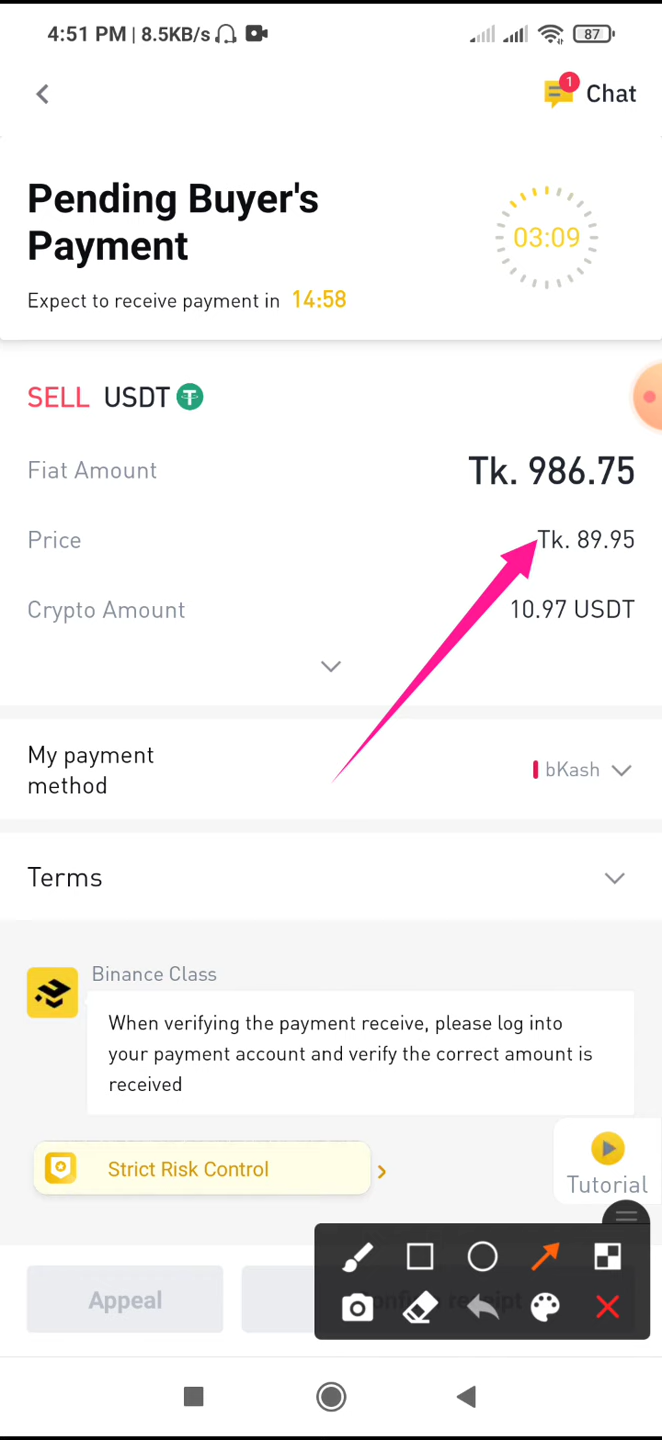 4:51 PM | 8.5KB/s
87
1
Chat
Pending Buyer's
Payment
03:09
Expect to receive payment in 14:58
SELL USDT
Fiat Amount
Tk. 986.75
Price
Tk. 89.95
Crypto Amount
10.97 USDT
My payment
method
bKash
Terms
Binance Class
When verifying the payment receive, please log into
your payment account and verify the correct amount is
received
Strict Risk Control
Tutorial
Appeal